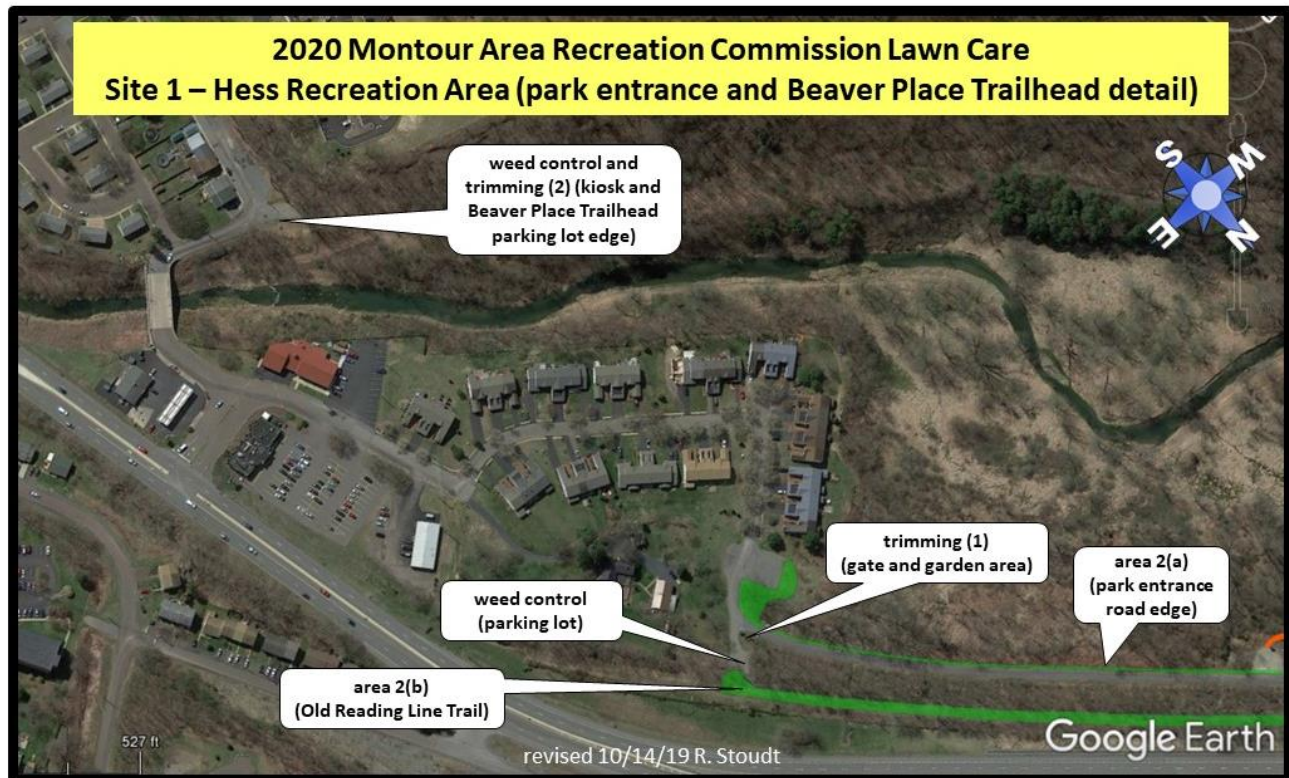 2020 Montour Area Recreation Commission Lawn Care
Site 1 – Hess Recreation Area (park entrance and Beaver Place Trailhead detail)
weed control and
trimming (2) (kiosk and
Beaver Place Trailhead
parking lot edge)
S
W
E
N
trimming (1)
(gate and garden area)
area 2(a)
(park entrance
road edge)
weed control
(parking lot)
area 2(b)
(Old Reading Line Trail)
527 ft
revised 10/14/19 R. Stoudt
Google Earth